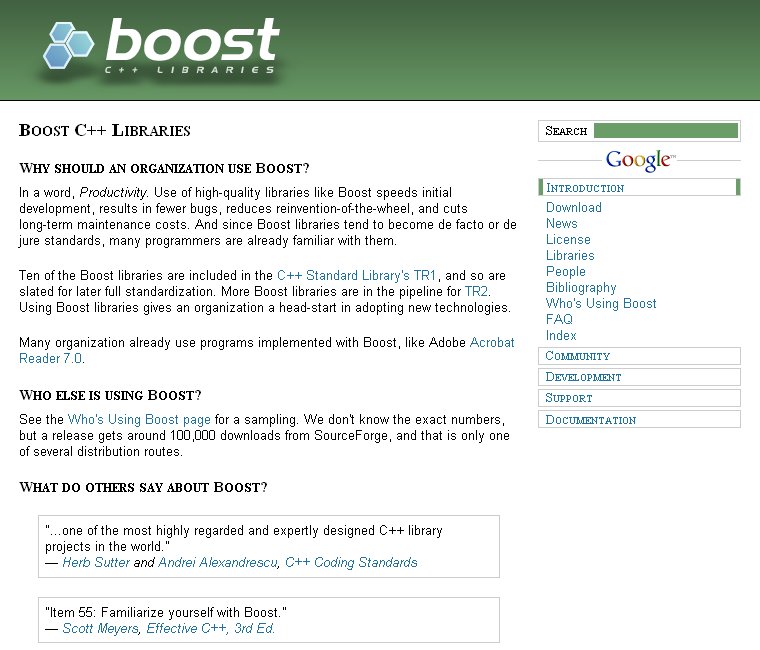 boost
C++ LIBRARIES
Boost C++ Libraries
Why should an organization use Boost?
In a word, Productivity. Use of high-quality libraries like Boost speeds initial
development, results in fewer bugs, reduces reinvention-of-the-wheel, and cuts
long-term maintenance costs. And since Boost libraries tend to become de facto or de
jure standards, many programmers are already familiar with them.
Ten of the Boost libraries are included in the C++ Standard Library's TR1, and so are
slated for later full standardization. More Boost libraries are in the pipeline for TR2.
Using Boost libraries gives an organization a head-start in adopting new technologies.
Many organization already use programs implemented with Boost, like Adobe Acrobat
Reader 7.0.
Who else is using Boost?
See the Who's Using Boost page for a sampling. We don't know the exact numbers,
but a release gets around 100,000 downloads from SourceForge, and that is only one
of several distribution routes.
What do others say about Boost?
"...one of the most highly regarded and expertly designed C++ library
projects in the world."
— Herb Sutter and Andrei Alexandrescu, C++ Coding Standards
"Item 55: Familiarize yourself with Boost."
— Scott Meyers, Effective C++, 3rd Ed.
Search
Google™
Introduction
Download
News
License
Libraries
People
Bibliography
Who's Using Boost
FAQ
Index
Community
Development
Support
Documentation